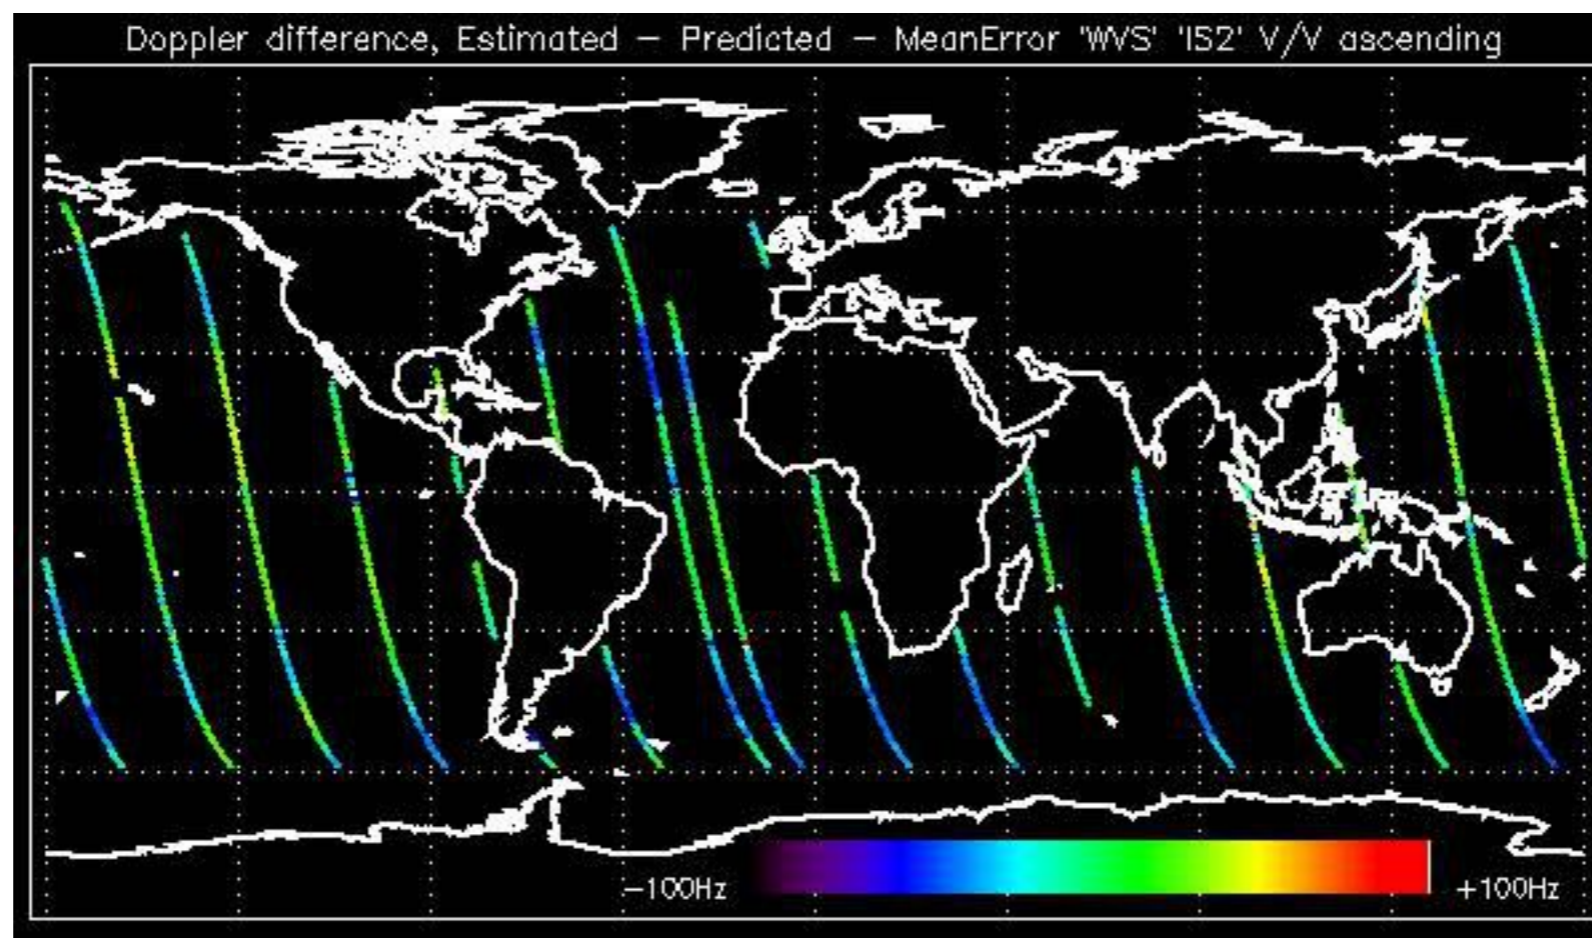 Doppler difference, Estimated − Predicted − MeanError 'WVS' 'IS2' V/V ascending
−100Hz
+100Hz